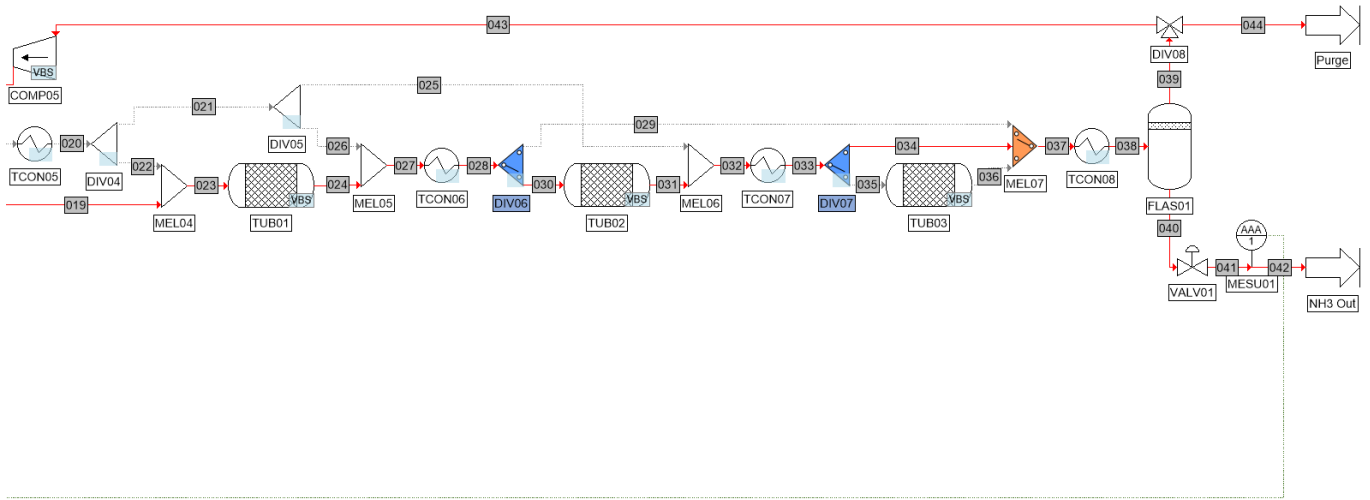 043
044
DIV08
Purge
VBS
COMP05
039
025
021
029
DIV05
020
022
026
034
037
038
TCON05
DIV04
027
028
032
033
036
MEL07
TCON08
023
024
030
031
035
VBS
VBS
VBS
MEL05
TCON06
DIV06
MEL06
TCON07
DIV07
019
MEL04
TUB01
TUB02
TUB03
FLAS01
040
AAA
1
041
042
VALV01
MESU01
NH3 Out